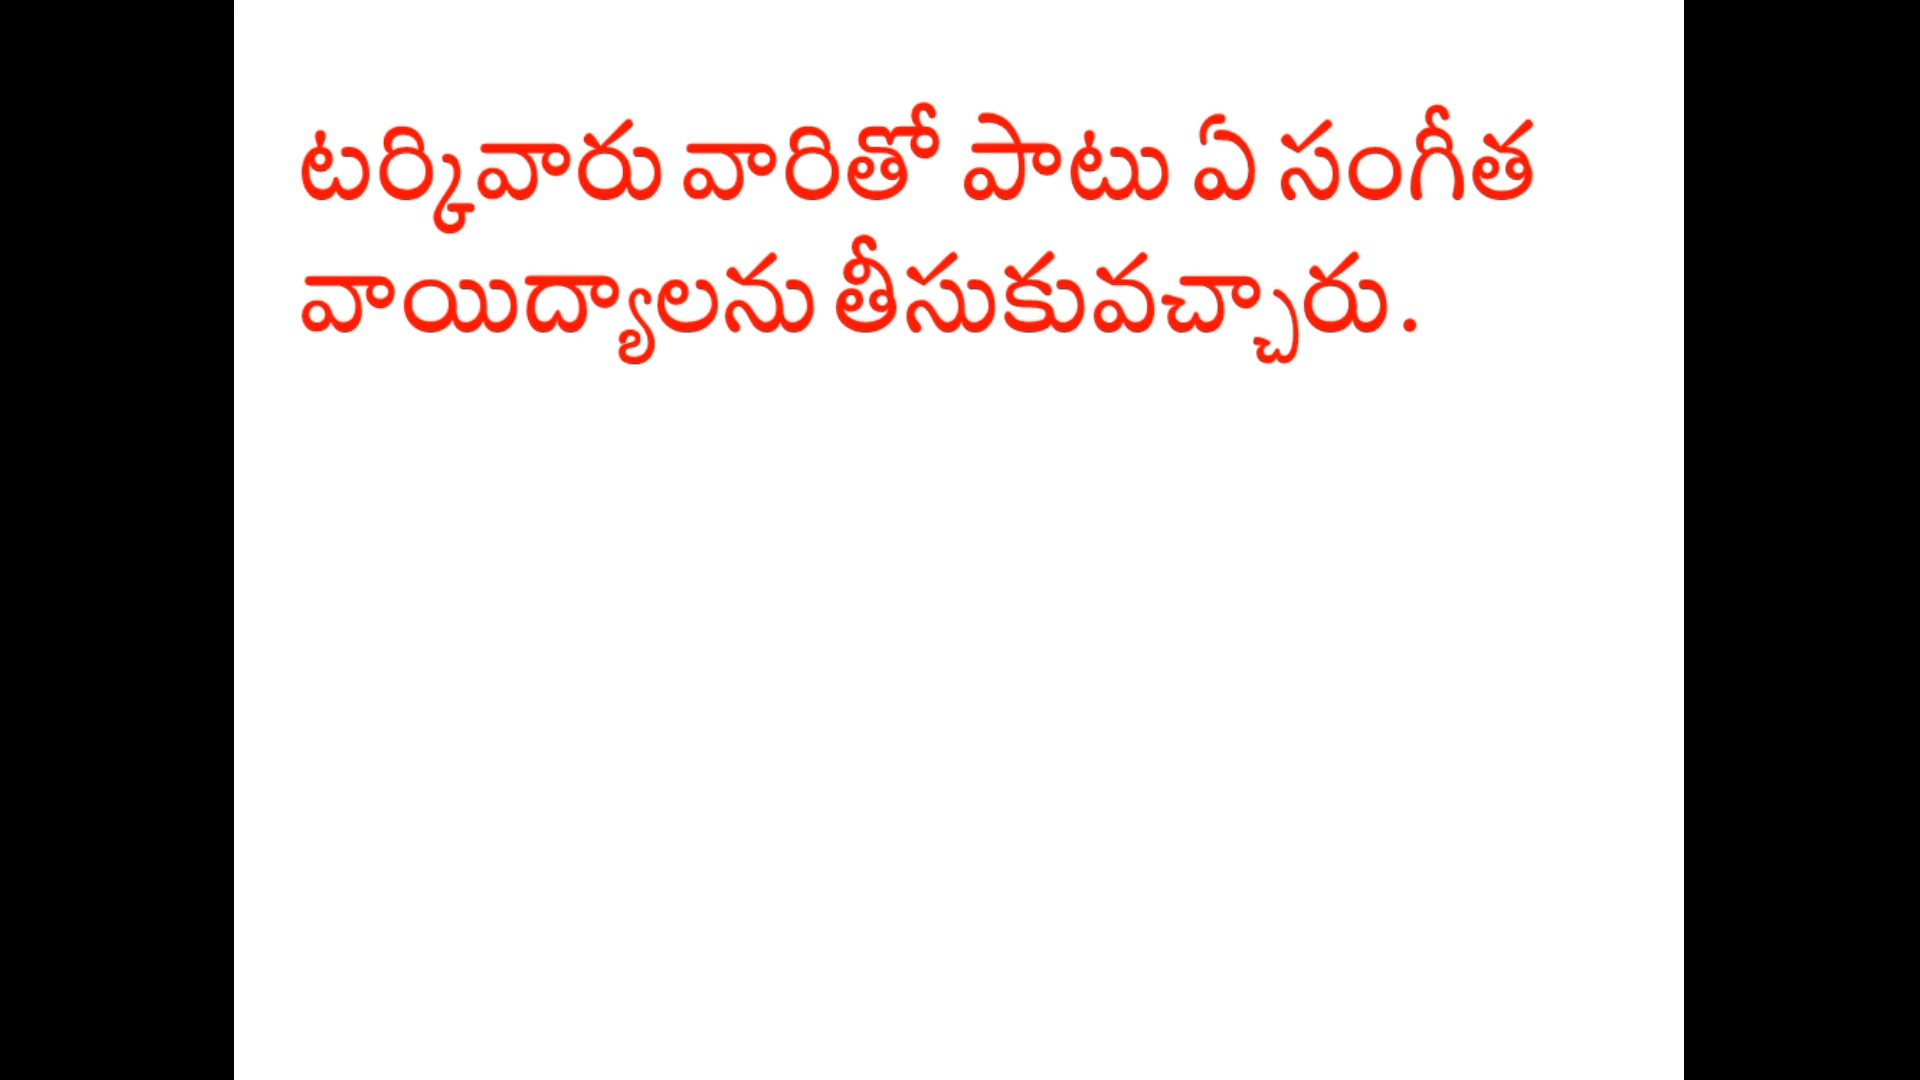 టర్కివారు వారితో పాటు ఏ సంగీత
వాయిద్యాలను తీసుకువచ్చారు.